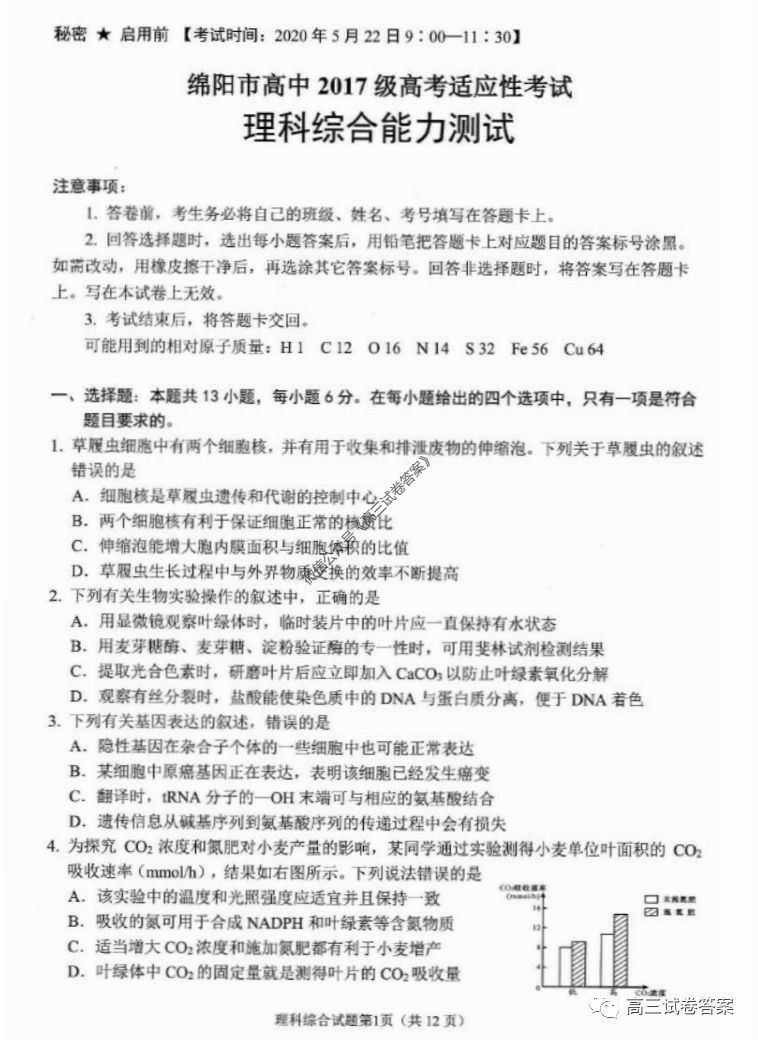 秘密 ★ 启用前 【考试时间：2020 年 5 月 22 日 9：00—11：30】
绵阳市高中 2017 级高考适应性考试
理科综合能力测试
注意事项：
1. 答卷前，考生务必将自己的班级、姓名、考号填写在答题卡上。
2. 回答选择题时，选出每小题答案后，用铅笔把答题卡上对应题目的答案标号涂黑。
如需改动，用橡皮擦干净后，再选涂其它答案标号。回答非选择题时，将答案写在答题卡
上。写在本试卷上无效。
3. 考试结束后，将答题卡交回。
可能用到的相对原子质量：H 1 C 12 O 16 N 14 S 32 Fe 56 Cu 64
一、选择题：本题共 13 小题，每小题 6 分。在每小题给出的四个选项中，只有一项是符合
题目要求的。
1. 草履虫细胞中有两个细胞核，并有用于收集和排泄废物的伸缩泡。下列关于草履虫的叙述
错误的是
A．细胞核是草履虫遗传和代谢的控制中心
B．两个细胞核有利于保证细胞正常的核质比
C．伸缩泡能增大胞内膜面积与细胞体积的比值
D．草履虫生长过程中与外界物质交换的效率不断提高
微信公众号《高三试卷答案》
2. 下列有关生物实验操作的叙述中，正确的是
A．用显微镜观察叶绿体时，临时装片中的叶片应一直保持有水状态
B．用麦芽糖酶、麦芽糖、淀粉验证酶的专一性时，可用斐林试剂检测结果
C．提取光合色素时，研磨叶片后应立即加入 CaCO₃ 以防止叶绿素氧化分解
D．观察有丝分裂时，盐酸能使染色质中的 DNA 与蛋白质分离，便于 DNA 着色
3. 下列有关基因表达的叙述，错误的是
A．隐性基因在杂合子个体的一些细胞中也可能正常表达
B．某细胞中原癌基因正在表达，表明该细胞已经发生癌变
C．翻译时，tRNA 分子的—OH 末端可与相应的氨基酸结合
D．遗传信息从碱基序列到氨基酸序列的传递过程中会有损失
4. 为探究 CO₂ 浓度和氮肥对小麦产量的影响，某同学通过实验测得小麦单位叶面积的 CO₂
吸收速率（mmol/h），结果如右图所示。下列说法错误的是
A．该实验中的温度和光照强度应适宜并且保持一致
B．吸收的氮可用于合成 NADPH 和叶绿素等含氮物质
C．适当增大 CO₂ 浓度和施加氮肥都有利于小麦增产
D．叶绿体中 CO₂ 的固定量就是测得叶片的 CO₂ 吸收量
CO₂吸收速率
(mmol/h)
16
12
8
4
0
低 高 CO₂浓度
未施氮肥
施氮肥
高三试卷答案
理科综合试题第1页（共 12 页）